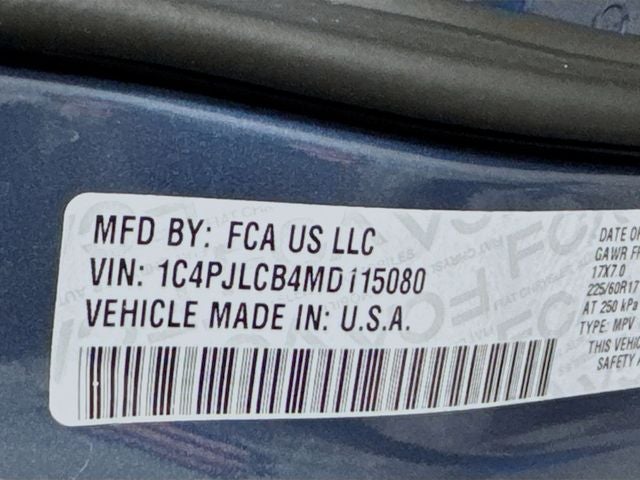 MFD BY: FCA US LLC
VIN: 1C4PJLCB4MD115080
VEHICLE MADE IN: U.S.A.
DATE OF
GAWR FR
17X7.0
225/60R17
AT 250 kPa
TYPE: MPV
THIS VEHIC
SAFETY A